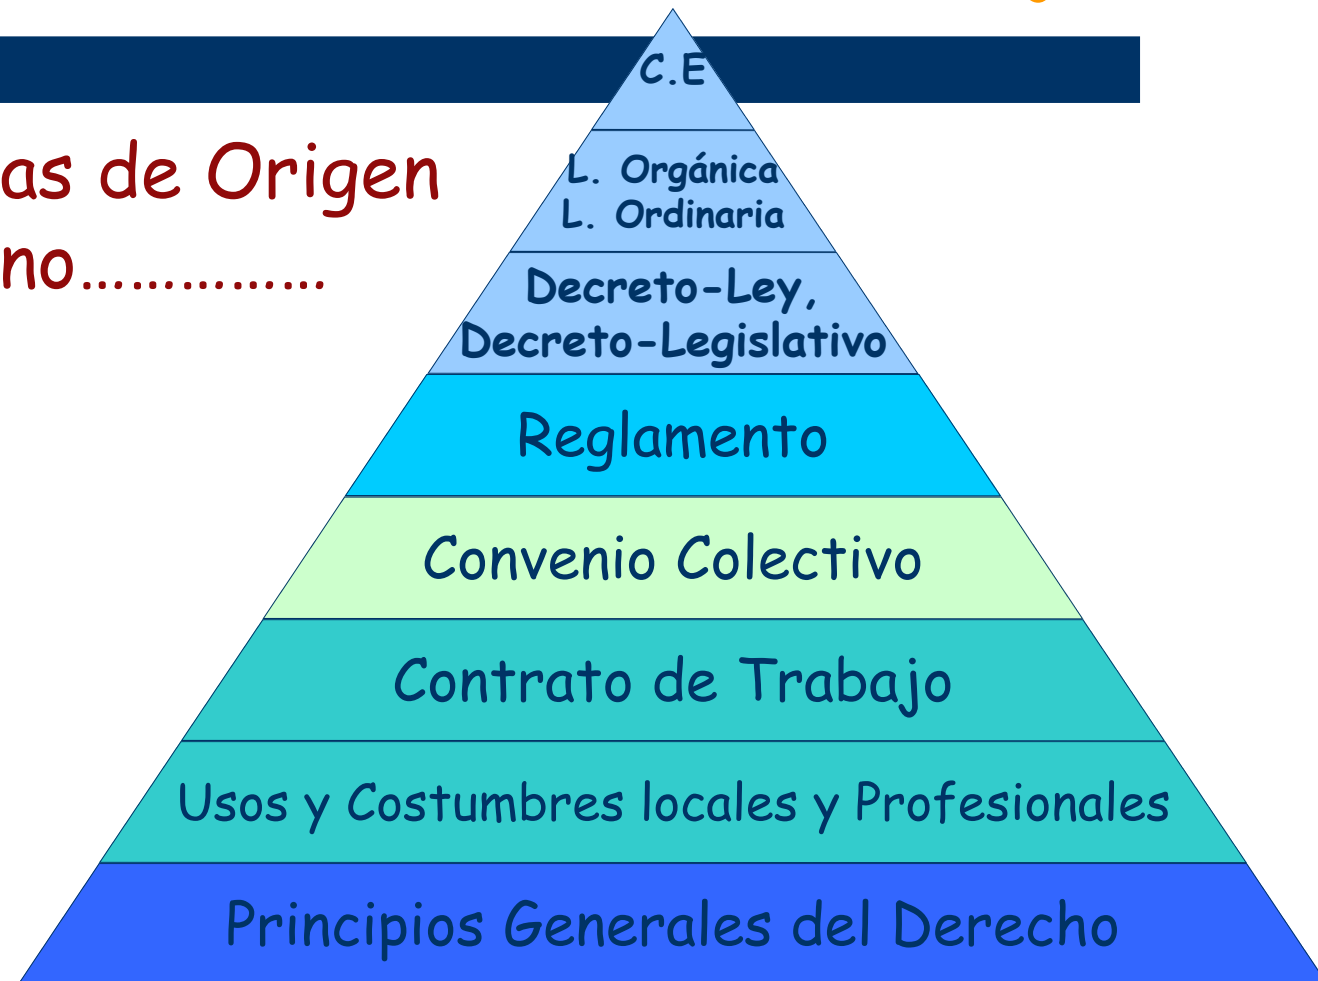 C.E
as de Origen
no……………
L. Orgánica
L. Ordinaria
Decreto-Ley,
Decreto-Legislativo
Reglamento
Convenio Colectivo
Contrato de Trabajo
Usos y Costumbres locales y Profesionales
Principios Generales del Derecho